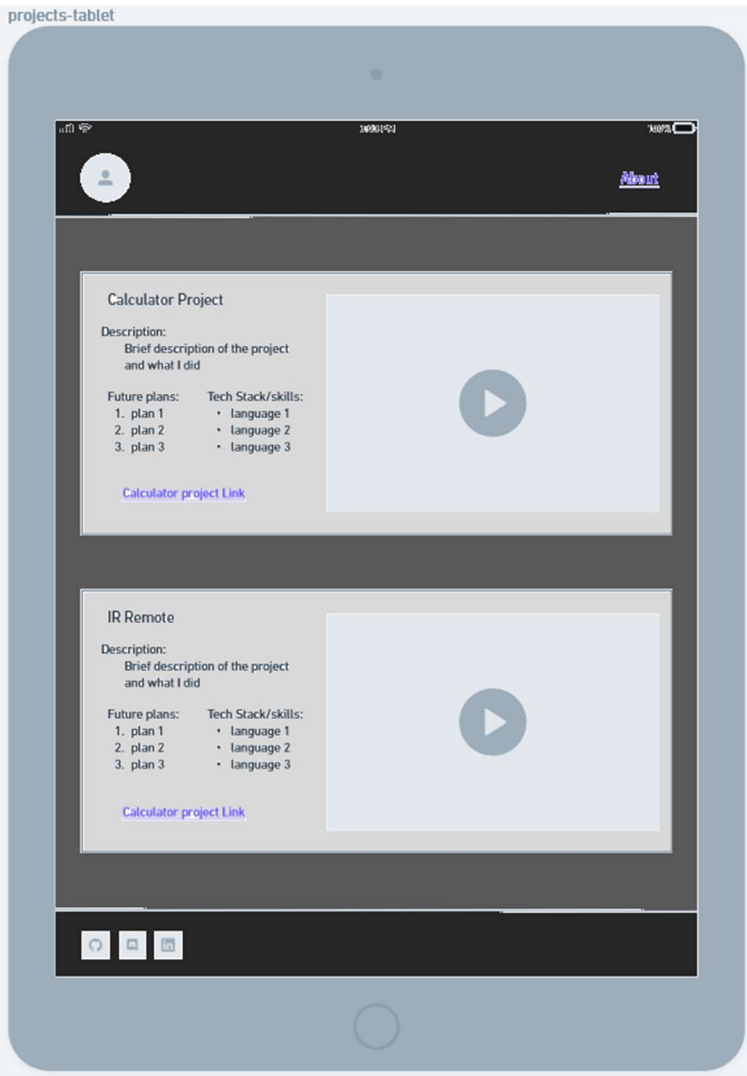 projects-tablet
About
Calculator Project
Description:
Brief description of the project
and what I did
Future plans:
1. plan 1
2. plan 2
3. plan 3
Tech Stack/skills:
• language 1
• language 2
• language 3
Calculator project Link
IR Remote
Description:
Brief description of the project
and what I did
Future plans:
1. plan 1
2. plan 2
3. plan 3
Tech Stack/skills:
• language 1
• language 2
• language 3
Calculator project Link